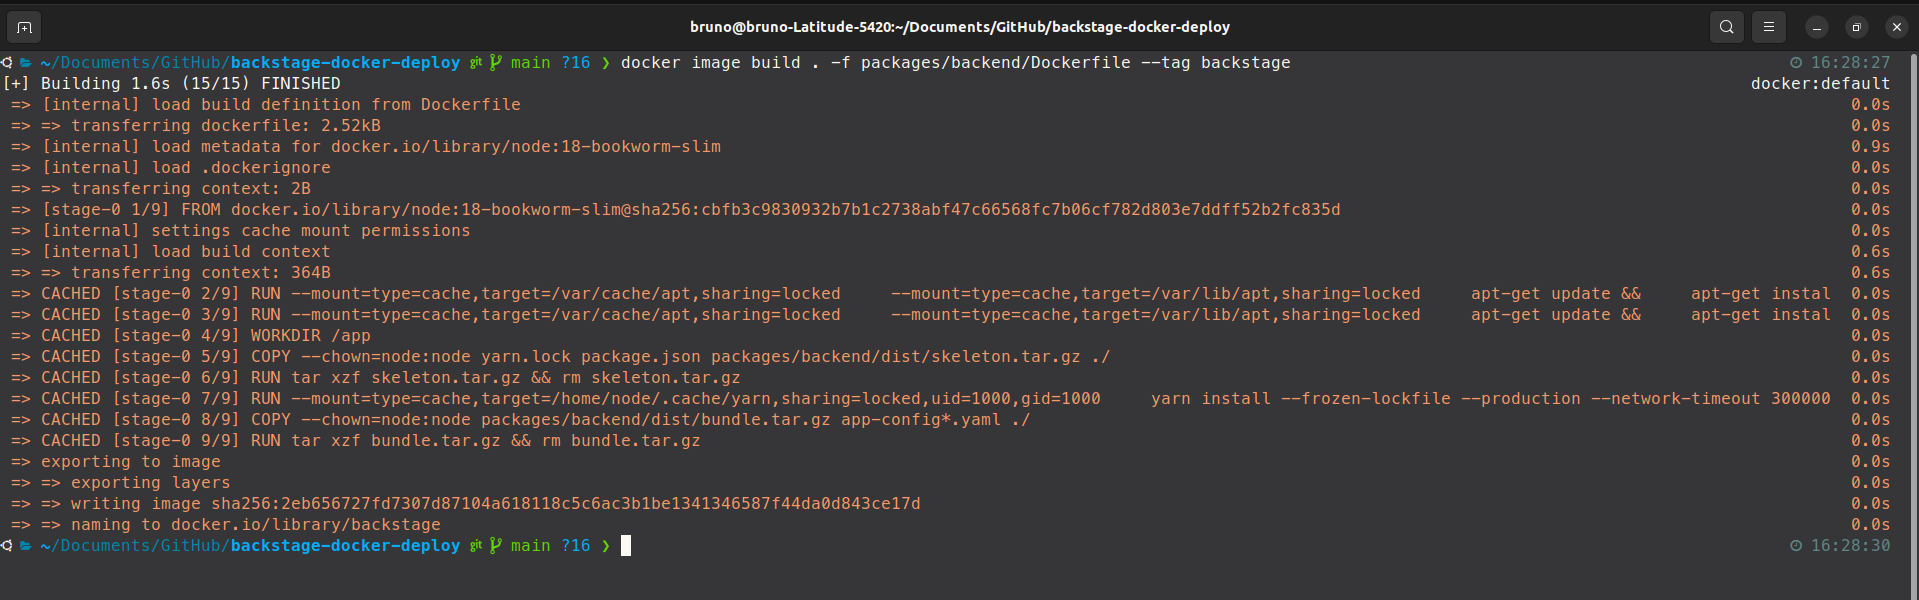 bruno@bruno-Latitude-5420:~/Documents/GitHub/backstage-docker-deploy
~/Documents/GitHub/backstage-docker-deploy git main ?16 ❯ docker image build . -f packages/backend/Dockerfile --tag backstage 16:28:27
[+] Building 1.6s (15/15) FINISHED docker:default
=> [internal] load build definition from Dockerfile 0.0s
=> => transferring dockerfile: 2.52kB 0.0s
=> [internal] load metadata for docker.io/library/node:18-bookworm-slim 0.9s
=> [internal] load .dockerignore 0.0s
=> => transferring context: 2B 0.0s
=> [stage-0 1/9] FROM docker.io/library/node:18-bookworm-slim@sha256:cbfb3c9830932b7b1c2738abf47c66568fc7b06cf782d803e7ddff52b2fc835d 0.0s
=> [internal] settings cache mount permissions 0.0s
=> [internal] load build context 0.6s
=> => transferring context: 364B 0.6s
=> CACHED [stage-0 2/9] RUN --mount=type=cache,target=/var/cache/apt,sharing=locked     --mount=type=cache,target=/var/lib/apt,sharing=locked     apt-get update &&     apt-get instal 0.0s
=> CACHED [stage-0 3/9] RUN --mount=type=cache,target=/var/cache/apt,sharing=locked     --mount=type=cache,target=/var/lib/apt,sharing=locked     apt-get update &&     apt-get instal 0.0s
=> CACHED [stage-0 4/9] WORKDIR /app 0.0s
=> CACHED [stage-0 5/9] COPY --chown=node:node yarn.lock package.json packages/backend/dist/skeleton.tar.gz ./ 0.0s
=> CACHED [stage-0 6/9] RUN tar xzf skeleton.tar.gz && rm skeleton.tar.gz 0.0s
=> CACHED [stage-0 7/9] RUN --mount=type=cache,target=/home/node/.cache/yarn,sharing=locked,uid=1000,gid=1000     yarn install --frozen-lockfile --production --network-timeout 300000 0.0s
=> CACHED [stage-0 8/9] COPY --chown=node:node packages/backend/dist/bundle.tar.gz app-config*.yaml ./ 0.0s
=> CACHED [stage-0 9/9] RUN tar xzf bundle.tar.gz && rm bundle.tar.gz 0.0s
=> exporting to image 0.0s
=> => exporting layers 0.0s
=> => writing image sha256:2eb656727fd7307d87104a618118c5c6ac3b1be1341346587f44da0d843ce17d 0.0s
=> => naming to docker.io/library/backstage 0.0s
~/Documents/GitHub/backstage-docker-deploy git main ?16 ❯ 16:28:30